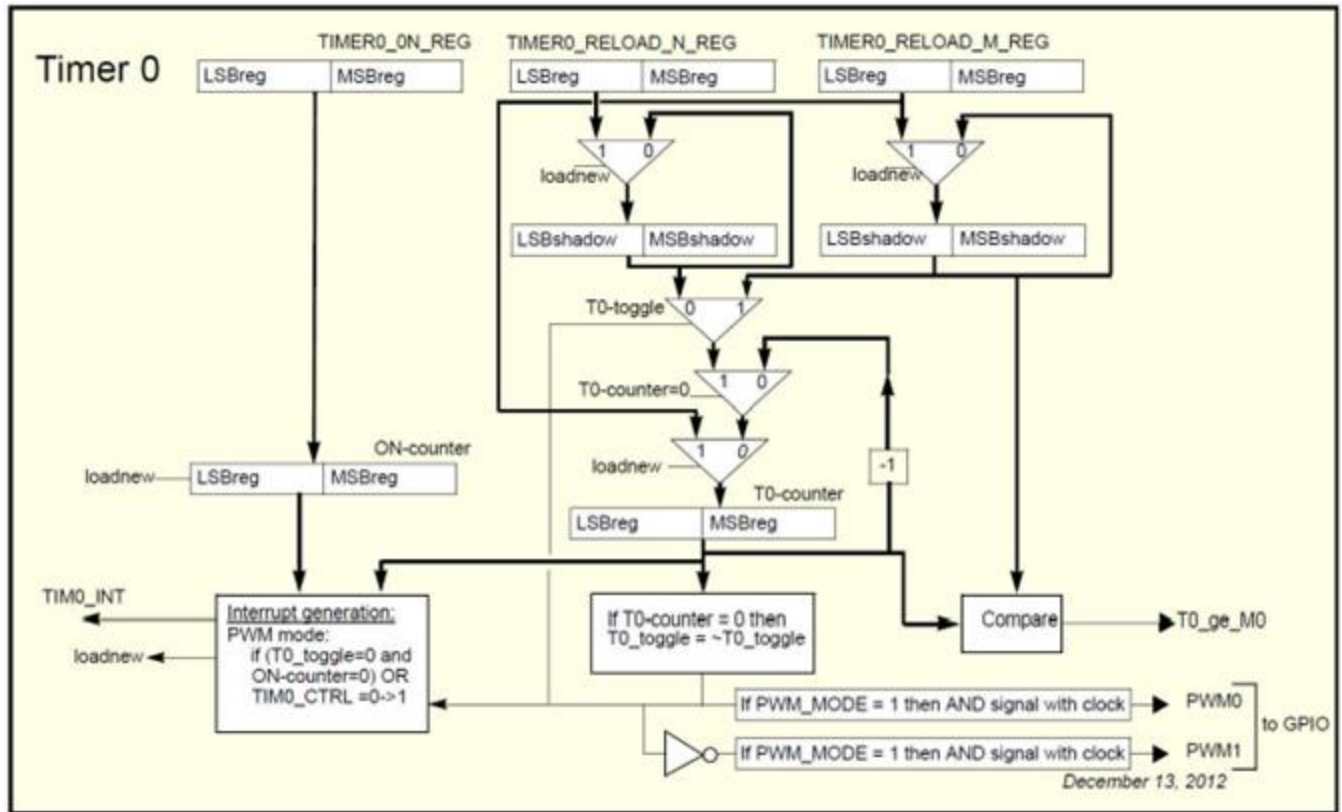 Timer 0
TIMER0_0N_REG
LSBreg MSBreg
TIMER0_RELOAD_N_REG
LSBreg MSBreg
TIMER0_RELOAD_M_REG
LSBreg MSBreg
1 0
loadnew
1 0
loadnew
LSBshadow MSBshadow
LSBshadow MSBshadow
T0-toggle
0 1
T0-counter=0
1 0
loadnew
1 0
-1
ON-counter
loadnew
LSBreg MSBreg
T0-counter
LSBreg MSBreg
TIM0_INT
loadnew
Interrupt generation:
PWM mode:
if (T0_toggle=0 and
ON-counter=0) OR
TIM0_CTRL =0->1
If T0-counter = 0 then
T0_toggle = ~T0_toggle
Compare
T0_ge_M0
If PWM_MODE = 1 then AND signal with clock
PWM0
If PWM_MODE = 1 then AND signal with clock
PWM1
to GPIO
December 13, 2012